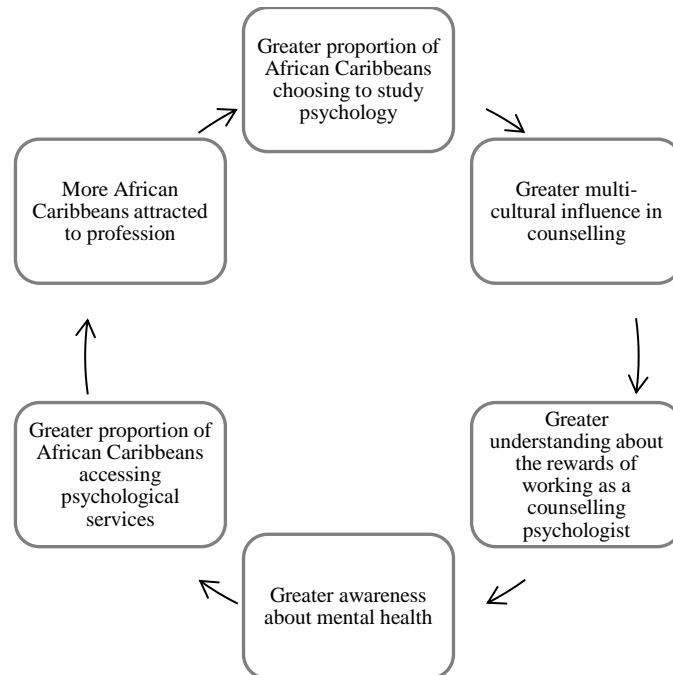 Greater proportion of
African Caribbeans
choosing to study
psychology
Greater multi-
cultural influence in
counselling
Greater
understanding about
the rewards of
working as a
counselling
psychologist
Greater awareness
about mental health
Greater proportion of
African Caribbeans
accessing
psychological
services
More African
Caribbeans attracted
to profession